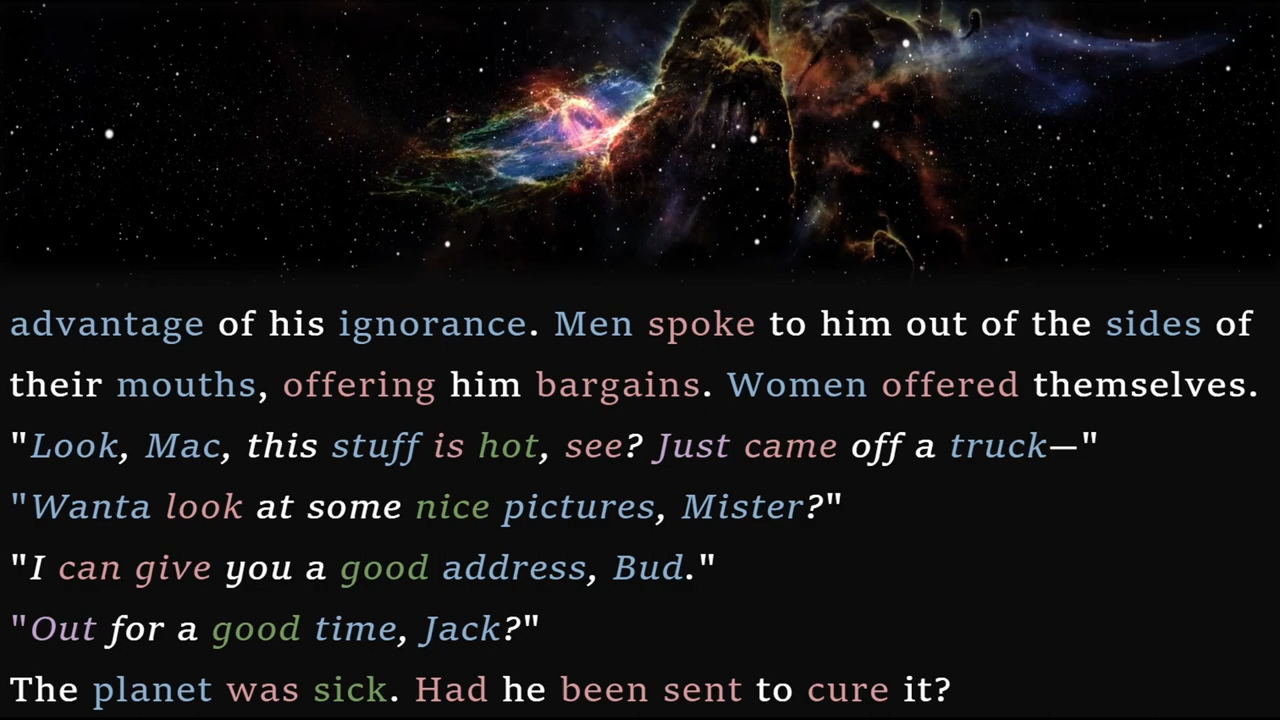 advantage of his ignorance. Men spoke to him out of the sides of
their mouths, offering him bargains. Women offered themselves.
"Look, Mac, this stuff is hot, see? Just came off a truck—"
"Wanta look at some nice pictures, Mister?"
"I can give you a good address, Bud."
"Out for a good time, Jack?"
The planet was sick. Had he been sent to cure it?